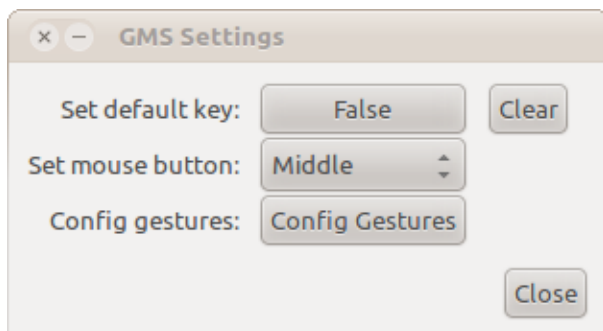 GMS Settings
Set default key: False Clear
Set mouse button: Middle
Config gestures: Config Gestures
Close